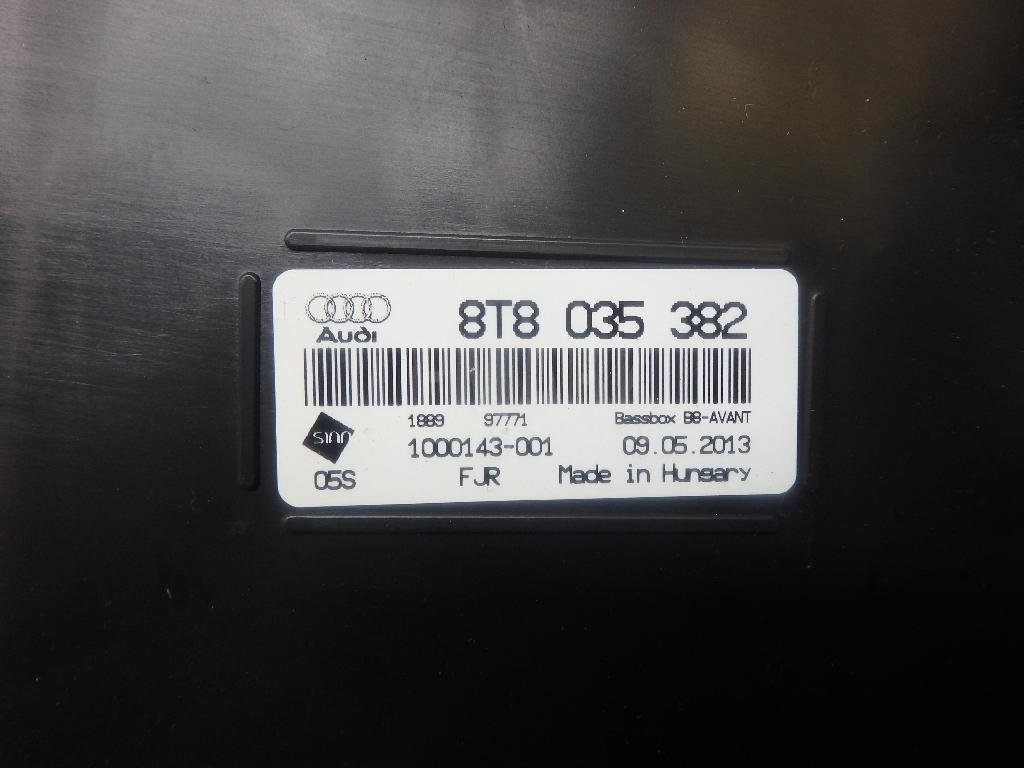 8T8 035 382
Audi
1889 97771 Bassbox B8-AVANT
1000143-001 09.05.2013
05S FJR Made in Hungary